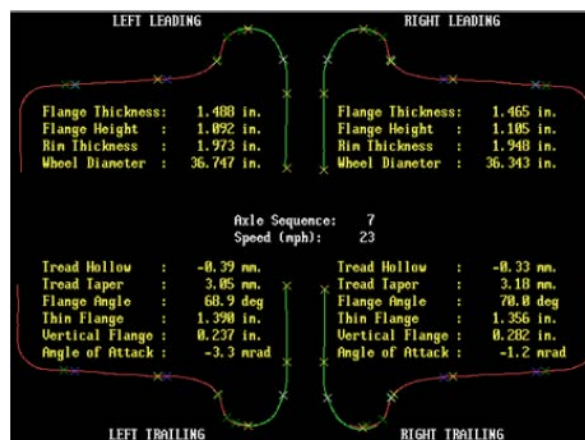 LEFT LEADING RIGHT LEADING
Flange Thickness: 1.488 in. Flange Thickness: 1.465 in.
Flange Height : 1.092 in. Flange Height : 1.105 in.
Rim Thickness : 1.973 in. Rim Thickness : 1.948 in.
Wheel Diameter : 36.747 in. Wheel Diameter : 36.343 in.
Axle Sequence: 7
Speed (mph): 23
Tread Hollow : -0.39 mm. Tread Hollow : -0.33 mm.
Tread Taper : 3.05 mm. Tread Taper : 3.18 mm.
Flange Angle : 68.9 deg Flange Angle : 70.0 deg
Thin Flange : 1.390 in. Thin Flange : 1.356 in.
Vertical Flange : 0.237 in. Vertical Flange : 0.282 in.
Angle of Attack : -3.3 mrad Angle of Attack : -1.2 mrad
LEFT TRAILING RIGHT TRAILING